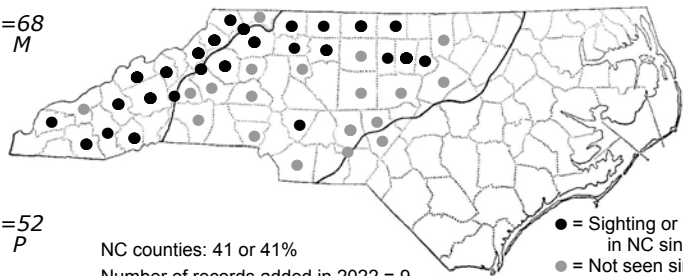 =68
M
=52
P
NC counties: 41 or 41%
Number of records added in 2022 = 9
= Sighting or
in NC sin
= Not seen sin